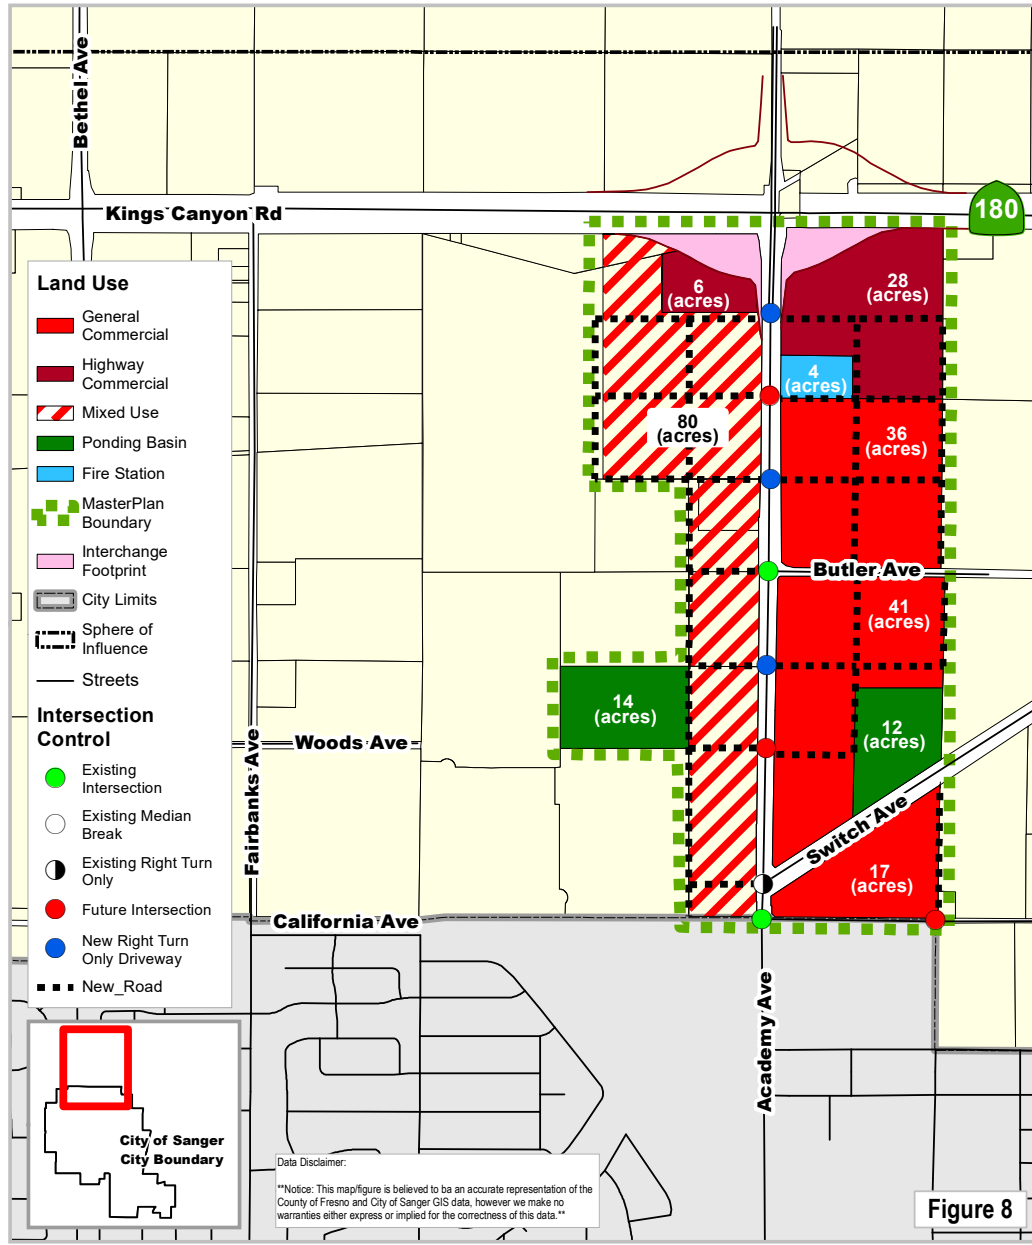 Bethel Ave
Kings Canyon Rd
180
Land Use
General
Commercial
Highway
Commercial
Mixed Use
Ponding Basin
Fire Station
MasterPlan
Boundary
Interchange
Footprint
City Limits
Sphere of
Influence
Streets
Intersection
Control
Existing
Intersection
Existing Median
Break
Existing Right Turn
Only
Future Intersection
New Right Turn
Only Driveway
New_Road
6
(acres)
28
(acres)
4
(acres)
80
(acres)
36
(acres)
Butler Ave
41
(acres)
14
(acres)
12
(acres)
Woods Ave
Fairbanks Ave
Switch Ave
17
(acres)
California Ave
Academy Ave
City of Sanger
City Boundary
Data Disclaimer:
**Notice: This map/figure is believed to ba an accurate representation of the
County of Fresno and City of Sanger GIS data, however we make no
warranties either express or implied for the correctness of this data.**
Figure 8